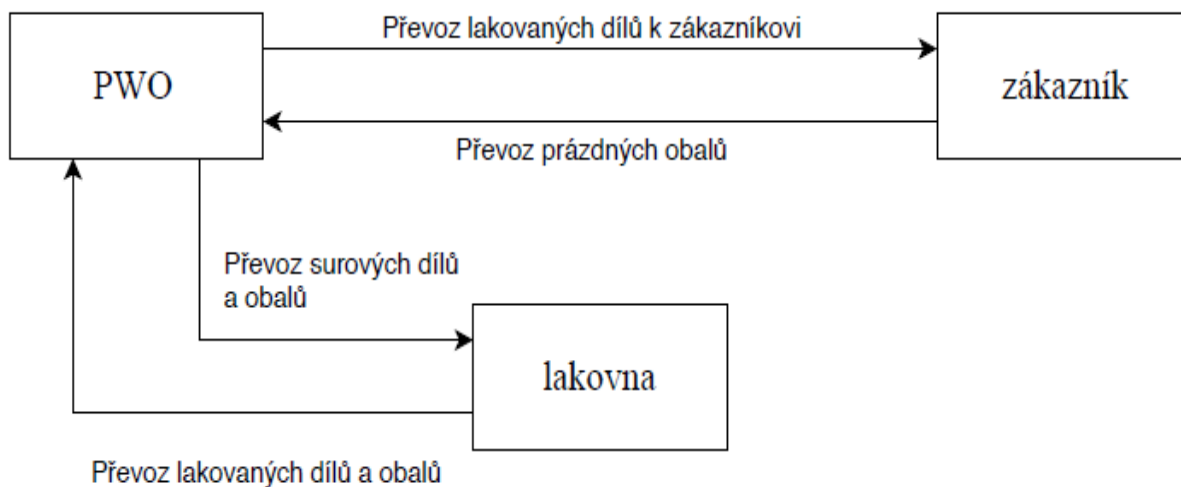 Převoz lakovaných dílů k zákazníkovi
PWO
zákazník
Převoz prázdných obalů
Převoz surových dílů
a obalů
lakovna
Převoz lakovaných dílů a obalů